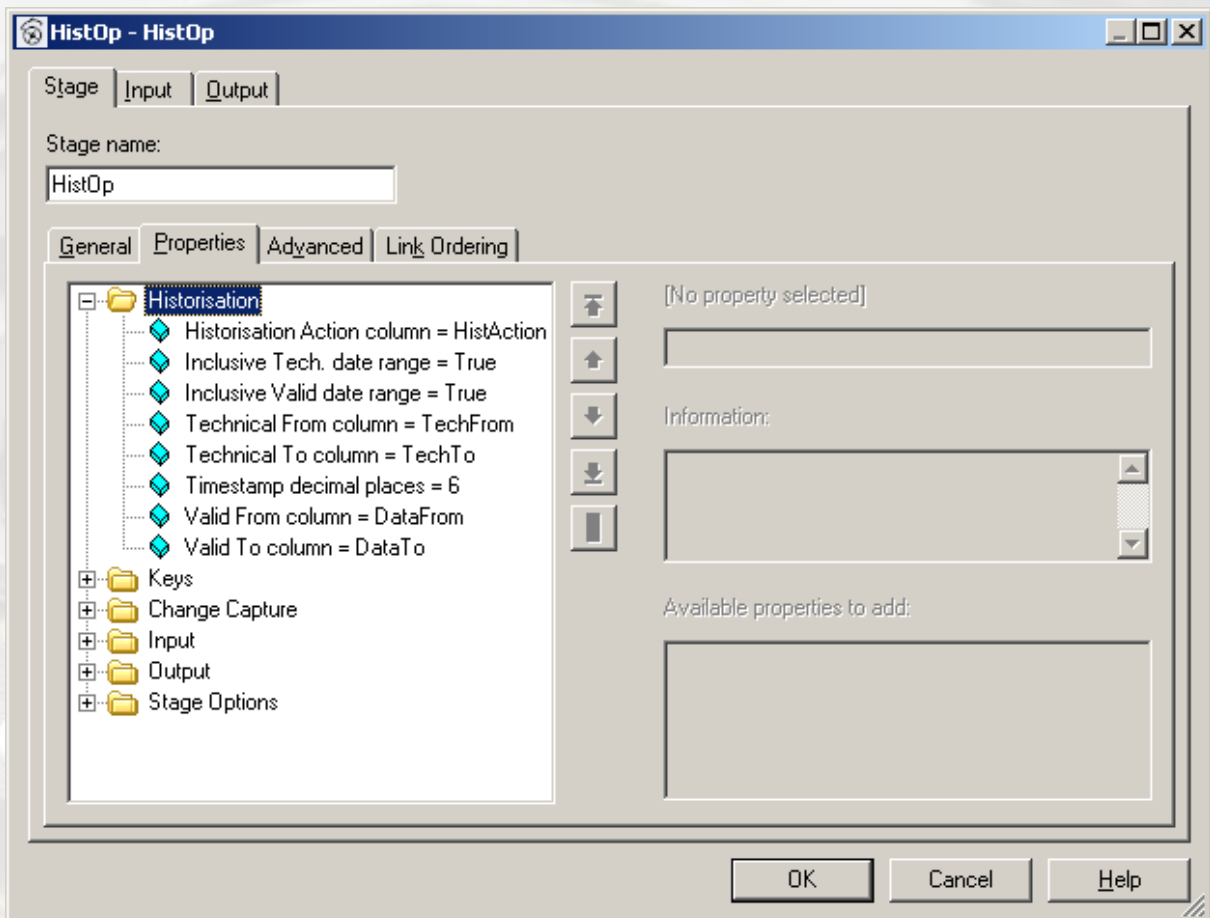 HistOp - HistOp
Stage Input Output
Stage name:
HistOp
General Properties Advanced Link Ordering
Historisation
Historisation Action column = HistAction
Inclusive Tech. date range = True
Inclusive Valid date range = True
Technical From column = TechFrom
Technical To column = TechTo
Timestamp decimal places = 6
Valid From column = DataFrom
Valid To column = DataTo
Keys
Change Capture
Input
Output
Stage Options
[No property selected]
Information:
Available properties to add:
OK Cancel Help